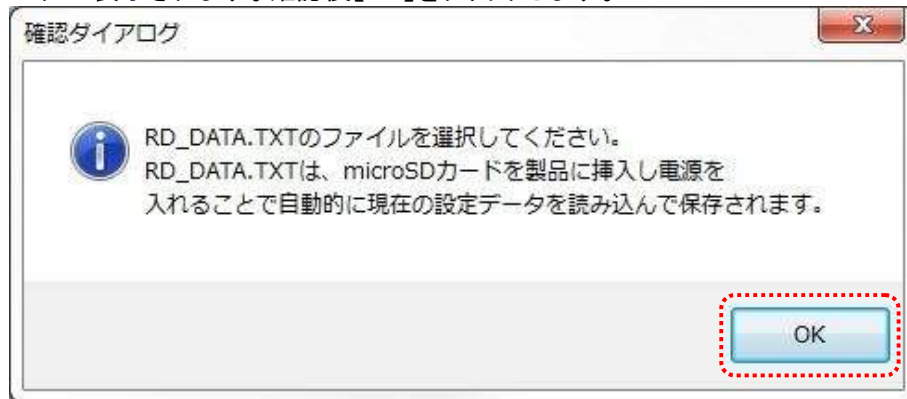 確認ダイアログ
RD_DATA.TXTのファイルを選択してください。
RD_DATA.TXTは、microSDカードを製品に挿入し電源を
入れることで自動的に現在の設定データを読み込んで保存されます。
OK